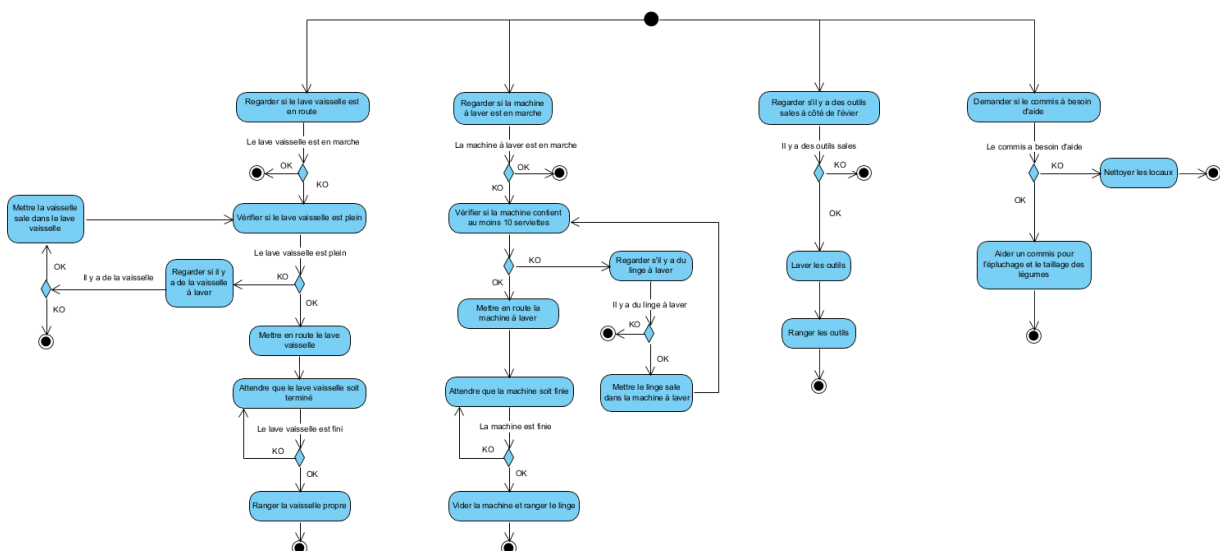 Regarder si le lave vaisselle est
en route
Le lave vaisselle est en marche
OK
KO
Vérifier si le lave vaisselle est plein
Le lave vaisselle est plein
KO
OK
Regarder si il y
a de la vaisselle
à laver
Il y a de la vaisselle
OK
KO
Mettre la vaisselle
sale dans le lave
vaisselle
Mettre en route le lave
vaisselle
Attendre que le lave vaisselle soit
terminé
Le lave vaisselle est fini
KO
OK
Ranger la vaisselle propre
Regarder si la machine
à laver est en marche
La machine à laver est en marche
OK
KO
Vérifier si la machine contient
au moins 10 serviettes
KO
OK
Regarder s'il y a du
linge à laver
Il y a du linge à laver
KO
OK
Mettre le linge sale
dans la machine à laver
Mettre en route la
machine à laver
Attendre que la machine soit finie
La machine est finie
KO
OK
Vider la machine et ranger le linge
Regarder s'il y a des outils
sales à côté de l'évier
Il y a des outils sales
KO
OK
Laver les outils
Ranger les outils
Demander si le commis à besoin
d'aide
Le commis a besoin d'aide
KO
OK
Nettoyer les locaux
Aider un commis pour
l'épluchage et le taillage des
légumes